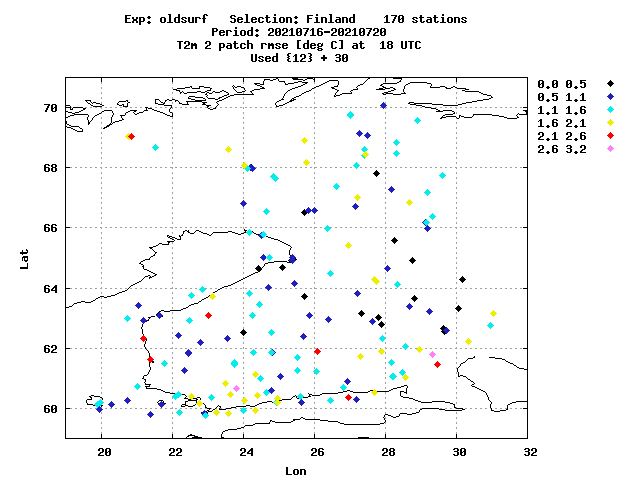 Exp: oldsurf   Selection: Finland    170 stations
Period: 20210716-20210720
T2m 2 patch rmse [deg C] at  18 UTC
Used {12} + 30
0.0 0.5
0.5 1.1
1.1 1.6
1.6 2.1
2.1 2.6
2.6 3.2
70
68
66
64
62
60
Lat
20 22 24 26 28 30 32
Lon